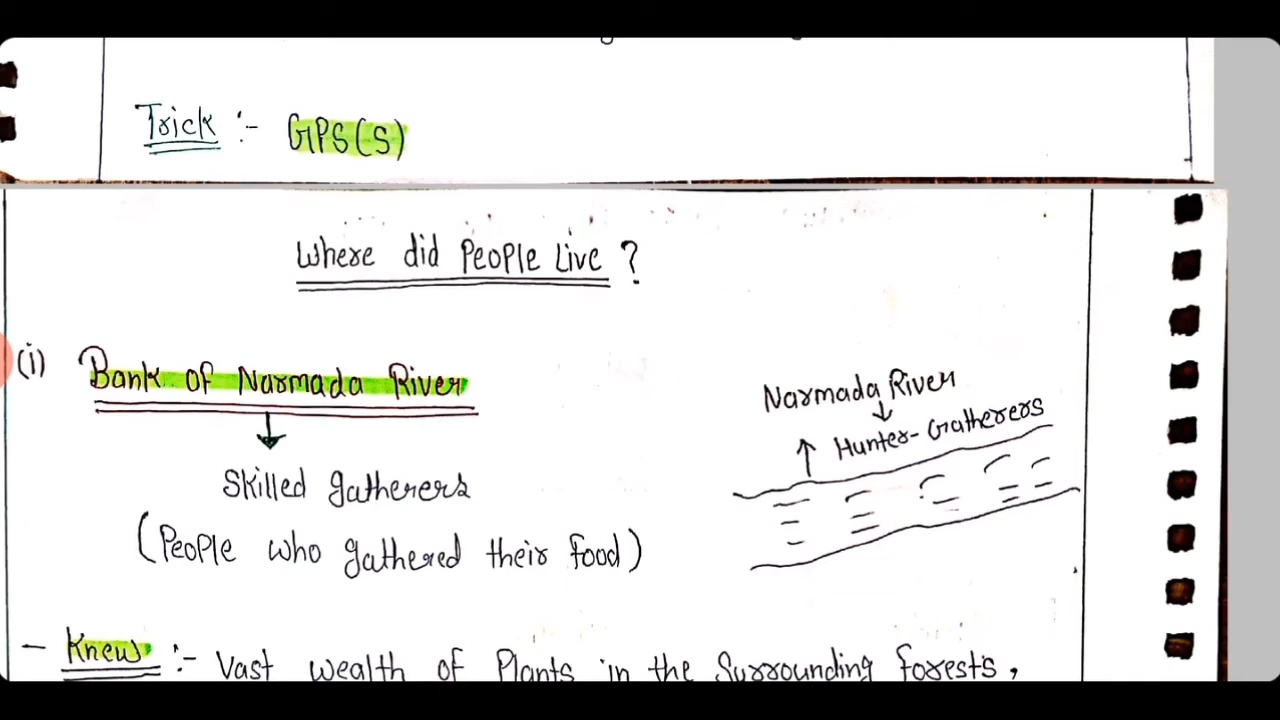 Trick :- GPS(S)
Where did People Live ?
(i) Bank of Narmada River
Skilled gatherers
(People who gathered their food)
Narmada River
Hunter-Gatherers
- Knew :- Vast wealth of Plants in the Surrounding forests,